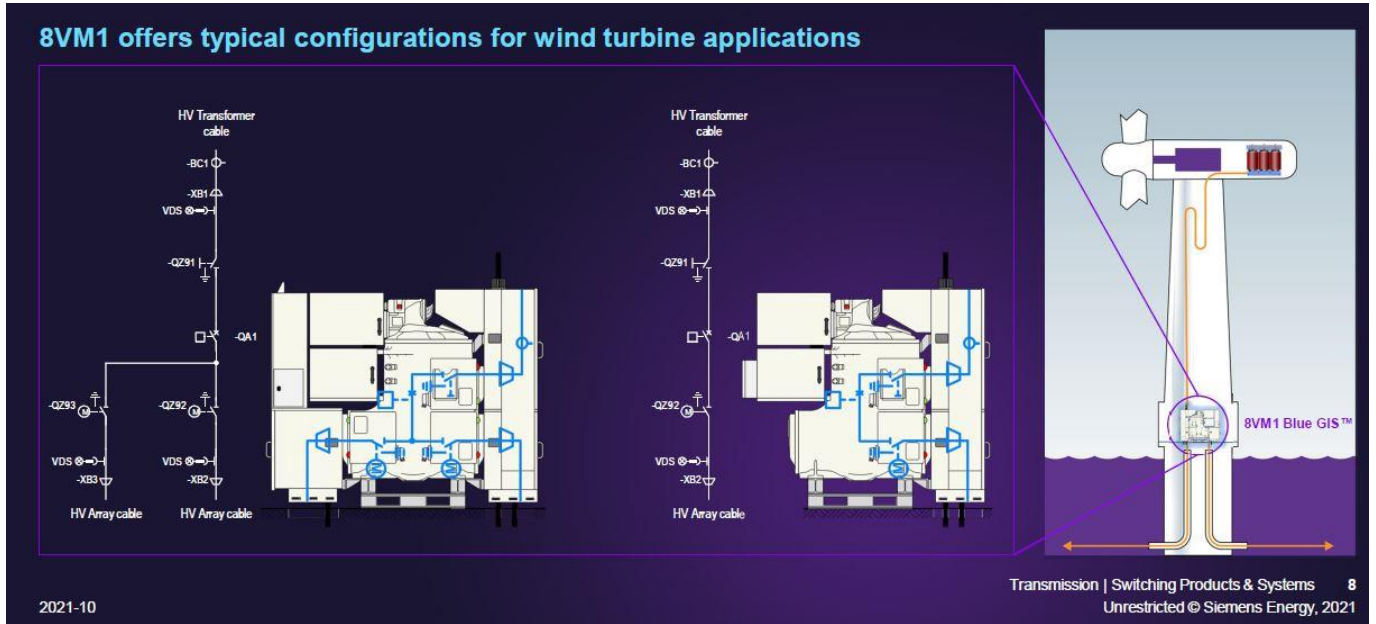 8VM1 offers typical configurations for wind turbine applications
HV Transformer
cable
-BC1
-XB1
VDS
-QZ91
-QA1
-QZ93
-QZ92
VDS
VDS
-XB3
-XB2
HV Array cable
HV Array cable
M
M
HV Transformer
cable
-BC1
-XB1
VDS
-QZ91
-QA1
-QZ92
VDS
-XB2
HV Array cable
M
8VM1 Blue GIS™
Transmission | Switching Products & Systems 8
2021-10
Unrestricted © Siemens Energy, 2021